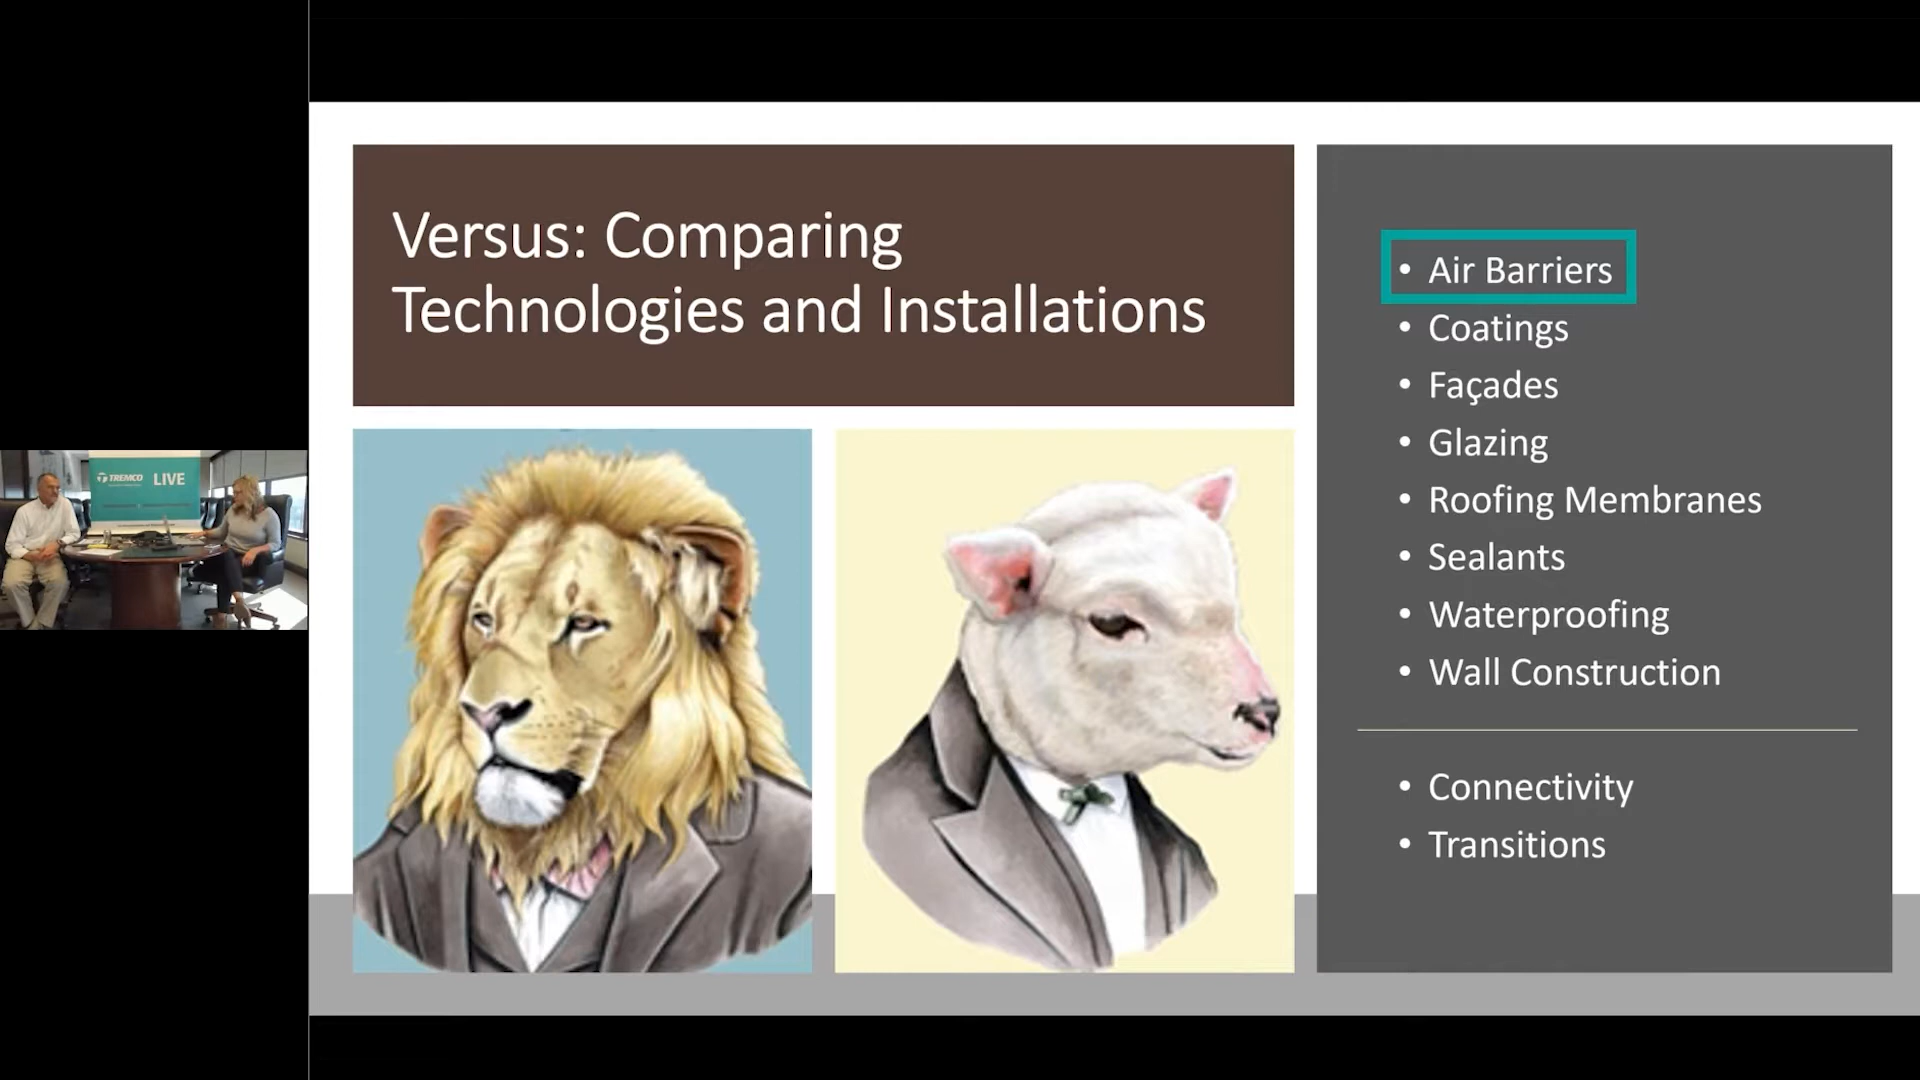 Versus: Comparing
Technologies and Installations
• Air Barriers
• Coatings
• Façades
• Glazing
• Roofing Membranes
• Sealants
• Waterproofing
• Wall Construction
• Connectivity
• Transitions
TREMCO LIVE